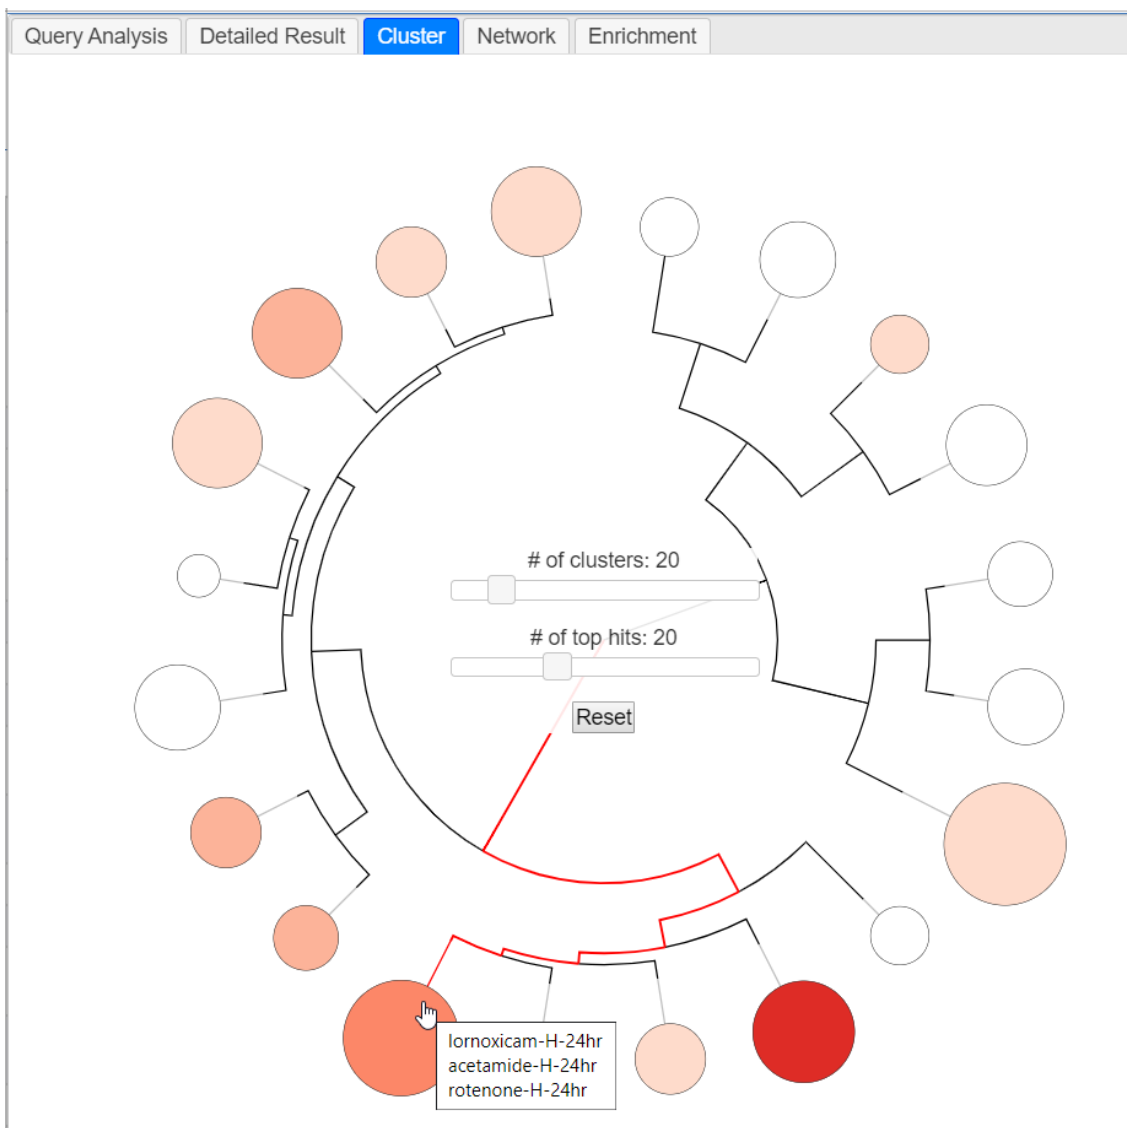 Query Analysis Detailed Result Cluster Network Enrichment
# of clusters: 20
# of top hits: 20
Reset
lornoxicam-H-24hr
acetamide-H-24hr
rotenone-H-24hr